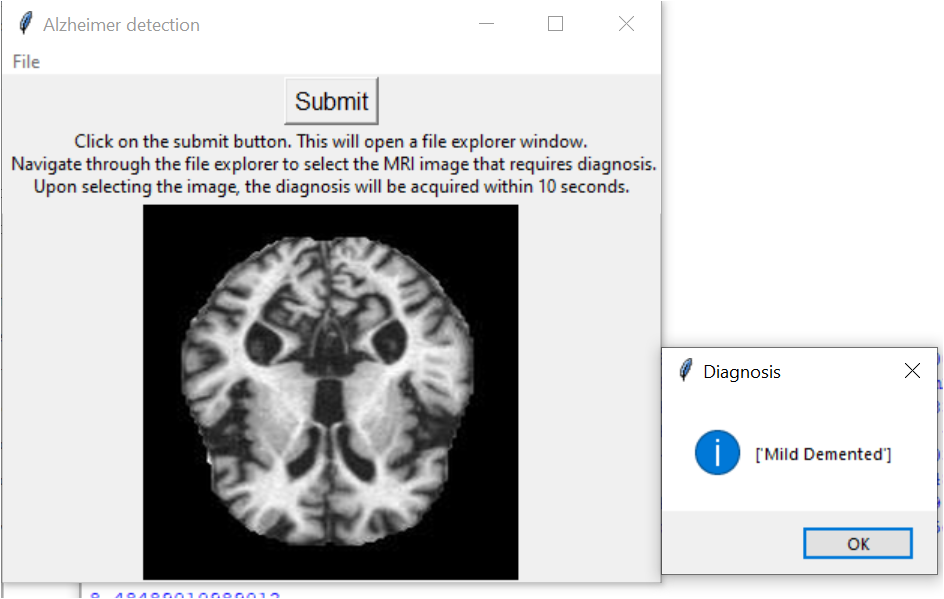 Alzheimer detection
File
Submit
Click on the submit button. This will open a file explorer window.
Navigate through the file explorer to select the MRI image that requires diagnosis.
Upon selecting the image, the diagnosis will be acquired within 10 seconds.
Diagnosis
['Mild Demented']
OK